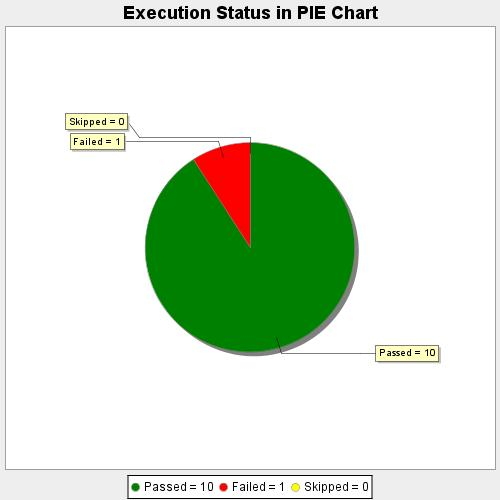 Execution Status in PIE Chart
Skipped = 0
Failed = 1
Passed = 10
Passed = 10 Failed = 1 Skipped = 0